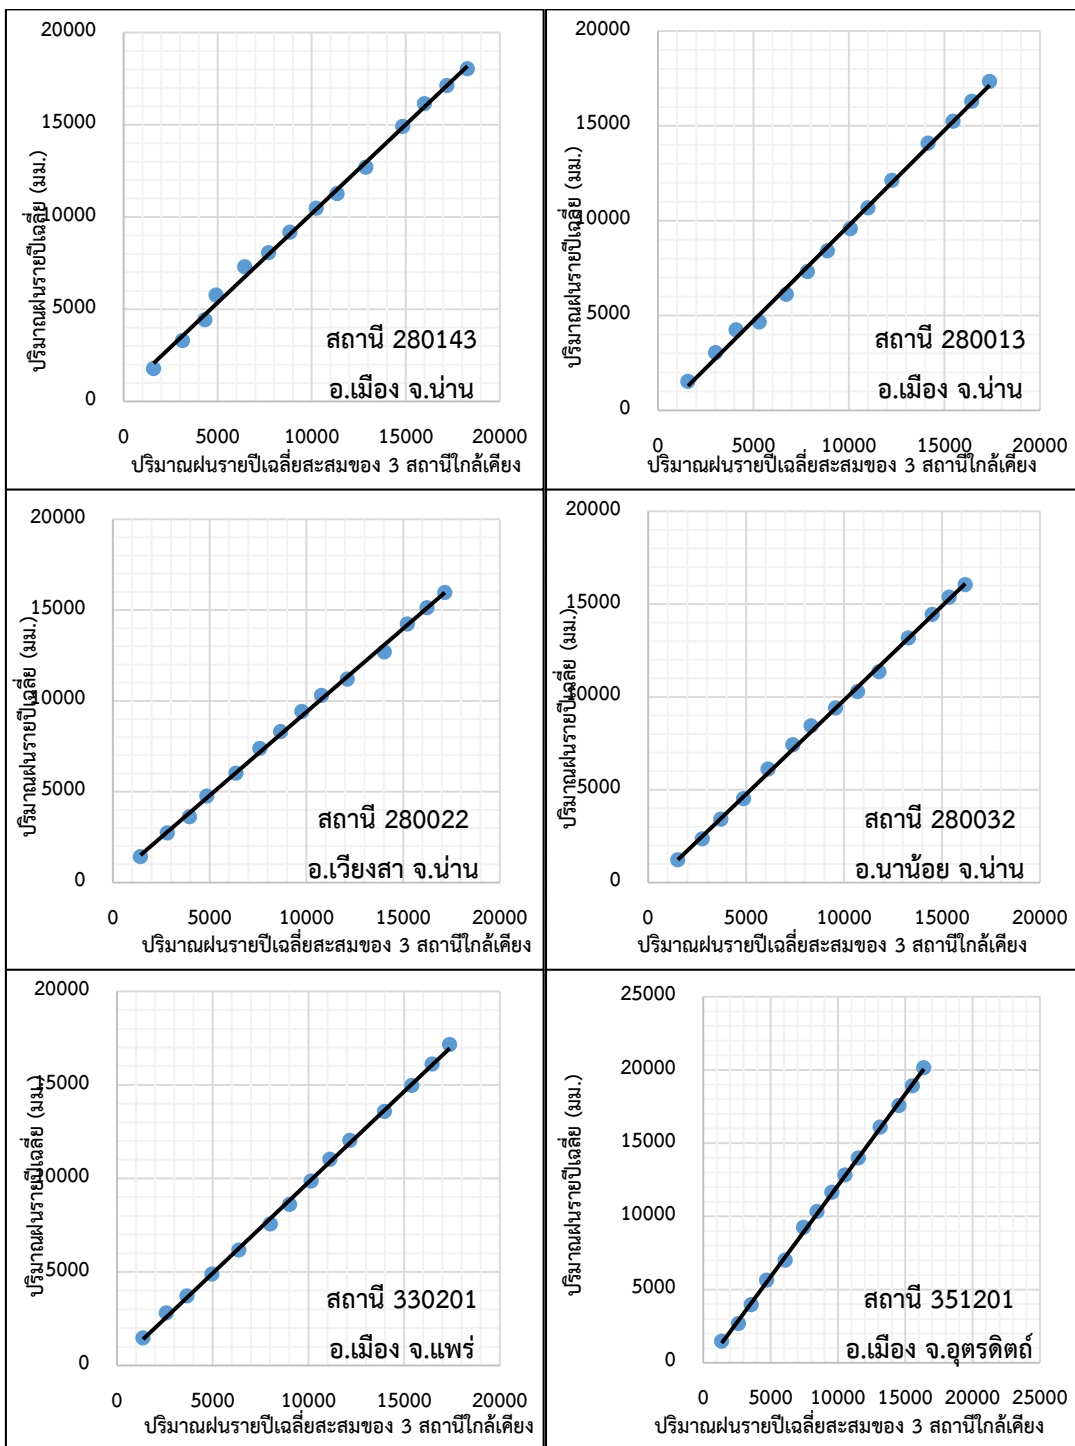 20000
15000
10000
5000
0
ปริมาณฝนรายปีเฉลี่ย (มม.)
สถานี 280143
อ.เมือง จ.น่าน
0 5000 10000 15000 20000
ปริมาณฝนรายปีเฉลี่ยสะสมของ 3 สถานีใกล้เคียง
20000
15000
10000
5000
0
ปริมาณฝนรายปีเฉลี่ย (มม.)
สถานี 280013
อ.เมือง จ.น่าน
0 5000 10000 15000 20000
ปริมาณฝนรายปีเฉลี่ยสะสมของ 3 สถานีใกล้เคียง
20000
15000
10000
5000
0
ปริมาณฝนรายปีเฉลี่ย (มม.)
สถานี 280022
อ.เวียงสา จ.น่าน
0 5000 10000 15000 20000
ปริมาณฝนรายปีเฉลี่ยสะสมของ 3 สถานีใกล้เคียง
20000
15000
10000
5000
0
ปริมาณฝนรายปีเฉลี่ย (มม.)
สถานี 280032
อ.นาน้อย จ.น่าน
0 5000 10000 15000 20000
ปริมาณฝนรายปีเฉลี่ยสะสมของ 3 สถานีใกล้เคียง
20000
15000
10000
5000
0
ปริมาณฝนรายปีเฉลี่ย (มม.)
สถานี 330201
อ.เมือง จ.แพร่
0 5000 10000 15000 20000
ปริมาณฝนรายปีเฉลี่ยสะสมของ 3 สถานีใกล้เคียง
25000
20000
15000
10000
5000
0
ปริมาณฝนรายปีเฉลี่ย (มม.)
สถานี 351201
อ.เมือง จ.อุตรดิตถ์
0 5000 10000 15000 20000 25000
ปริมาณฝนรายปีเฉลี่ยสะสมของ 3 สถานีใกล้เคียง